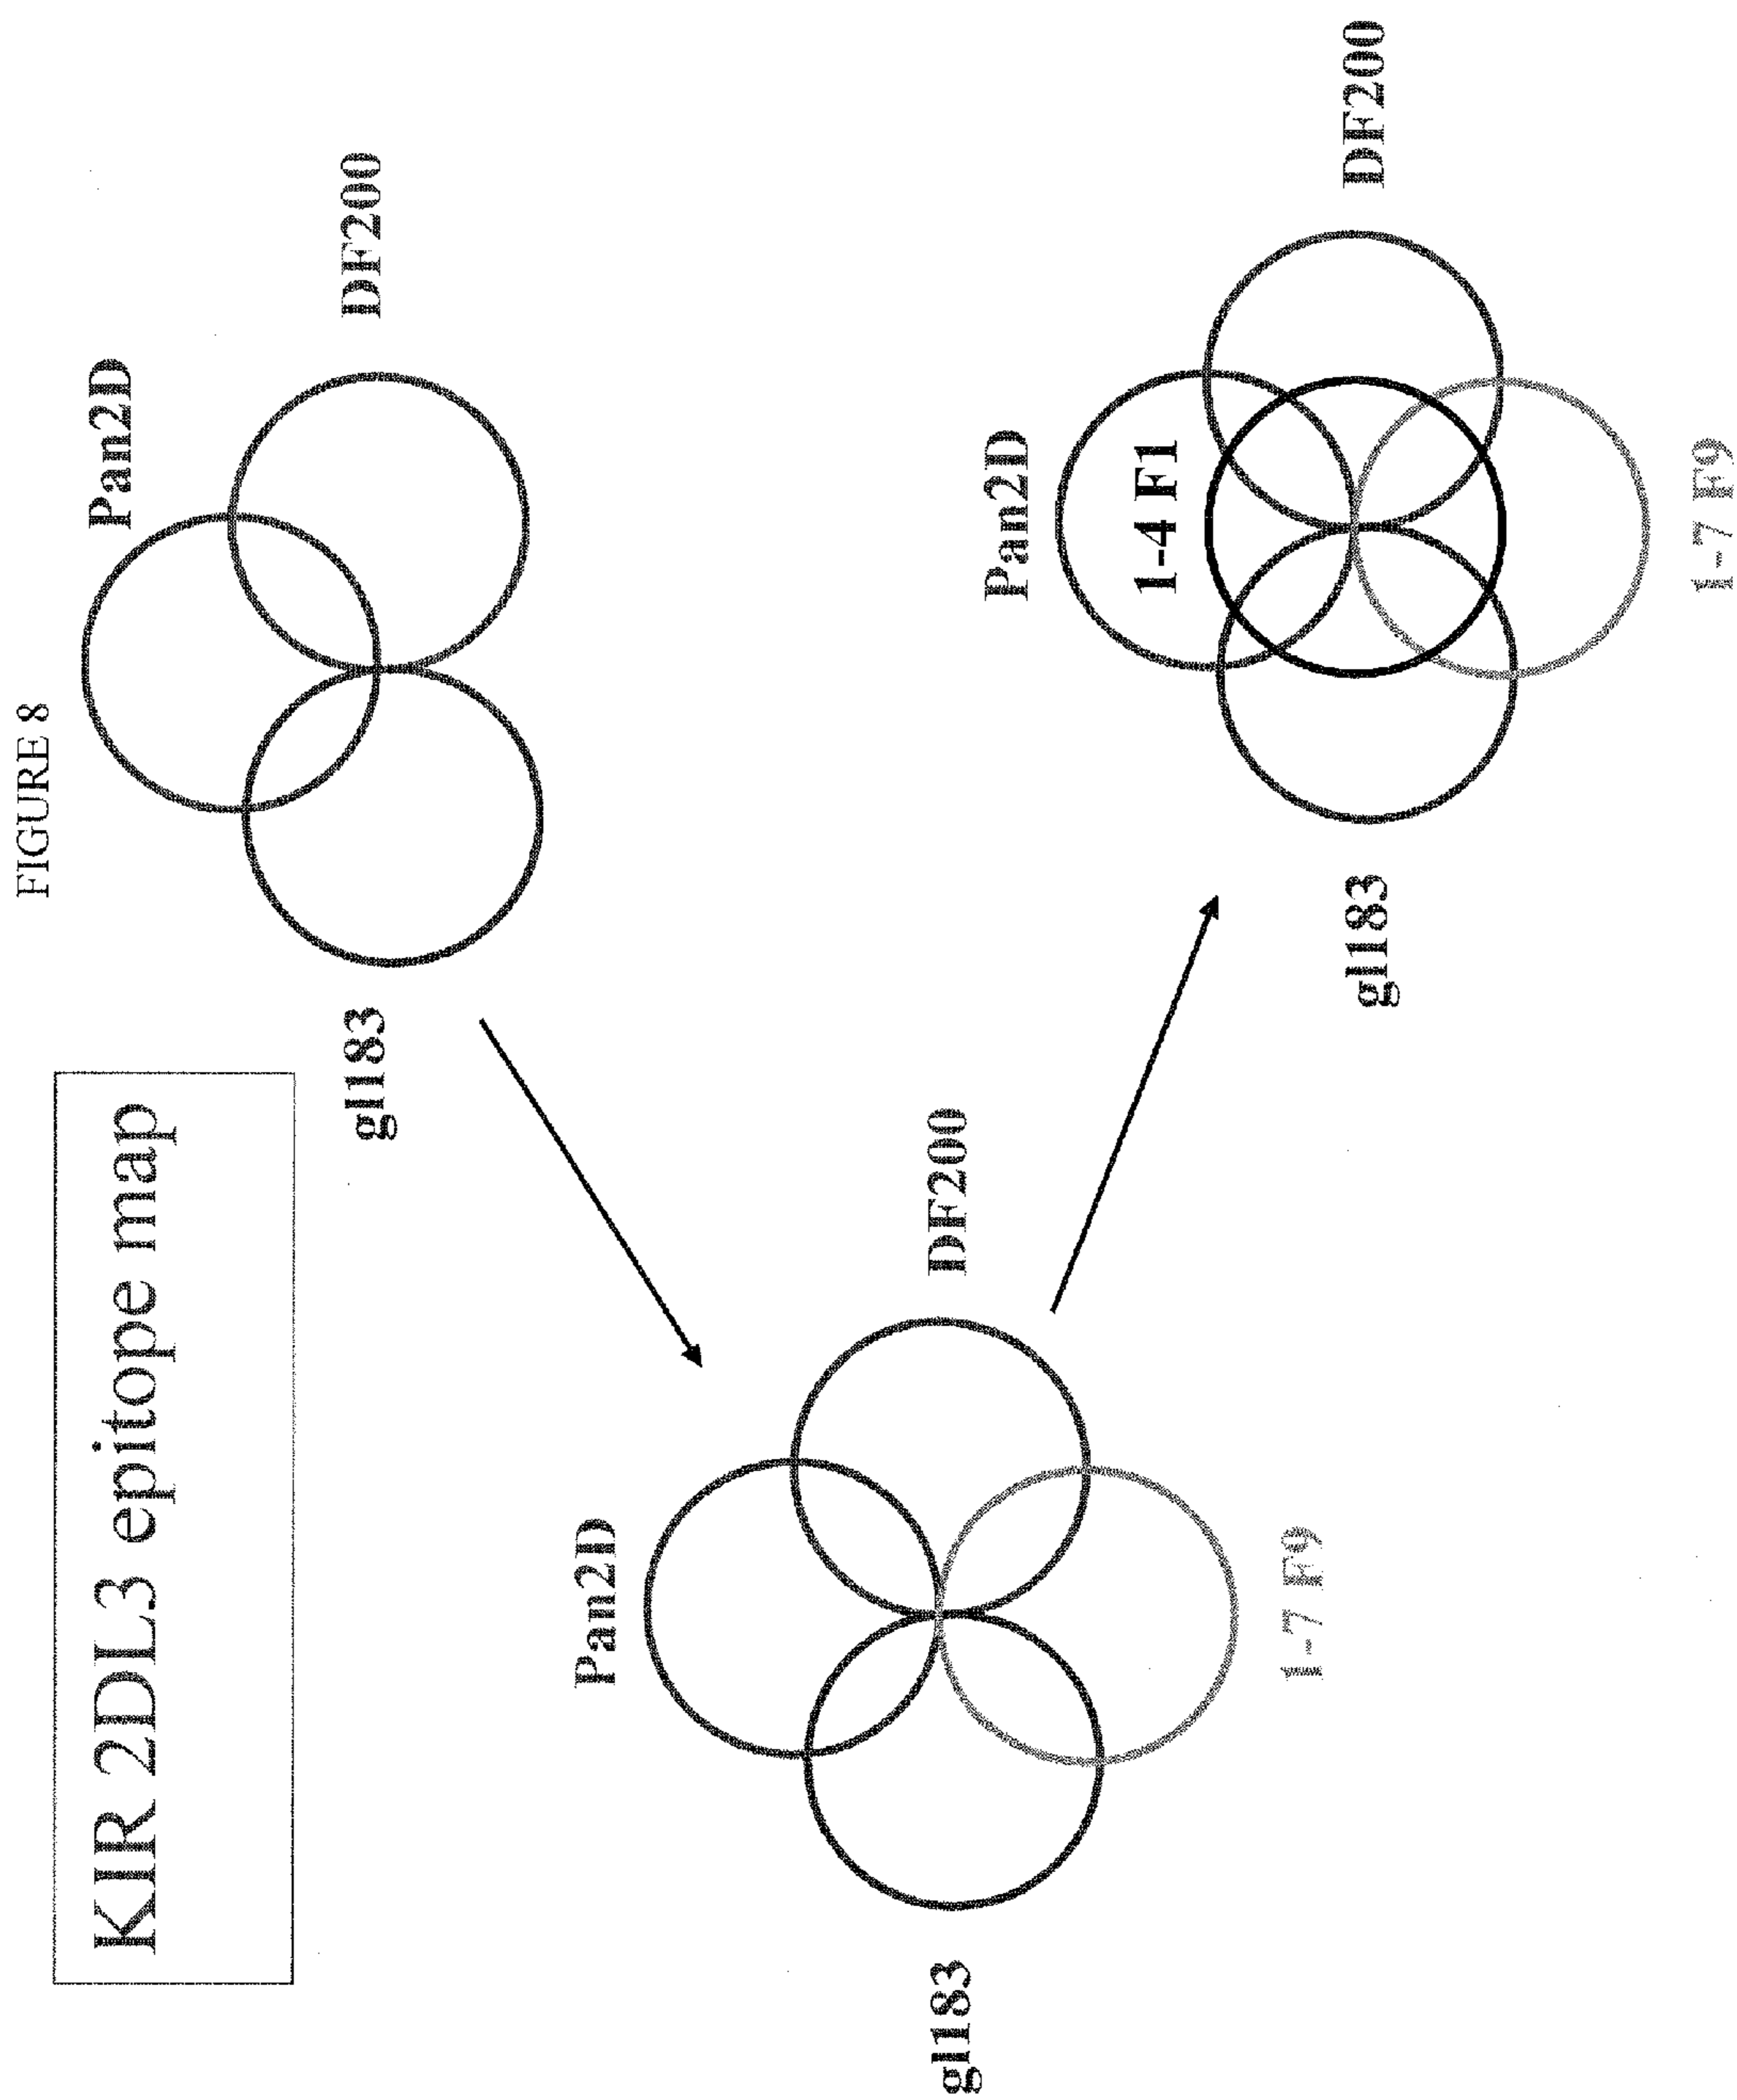 FIGURE 8
KIR 2DL3 epitope map
Pan2D
gl183
DF200
Pan2D
gl183
DF200
1-7 F9
Pan2D
1-4 F1
gl183
DF200
1-7 F9